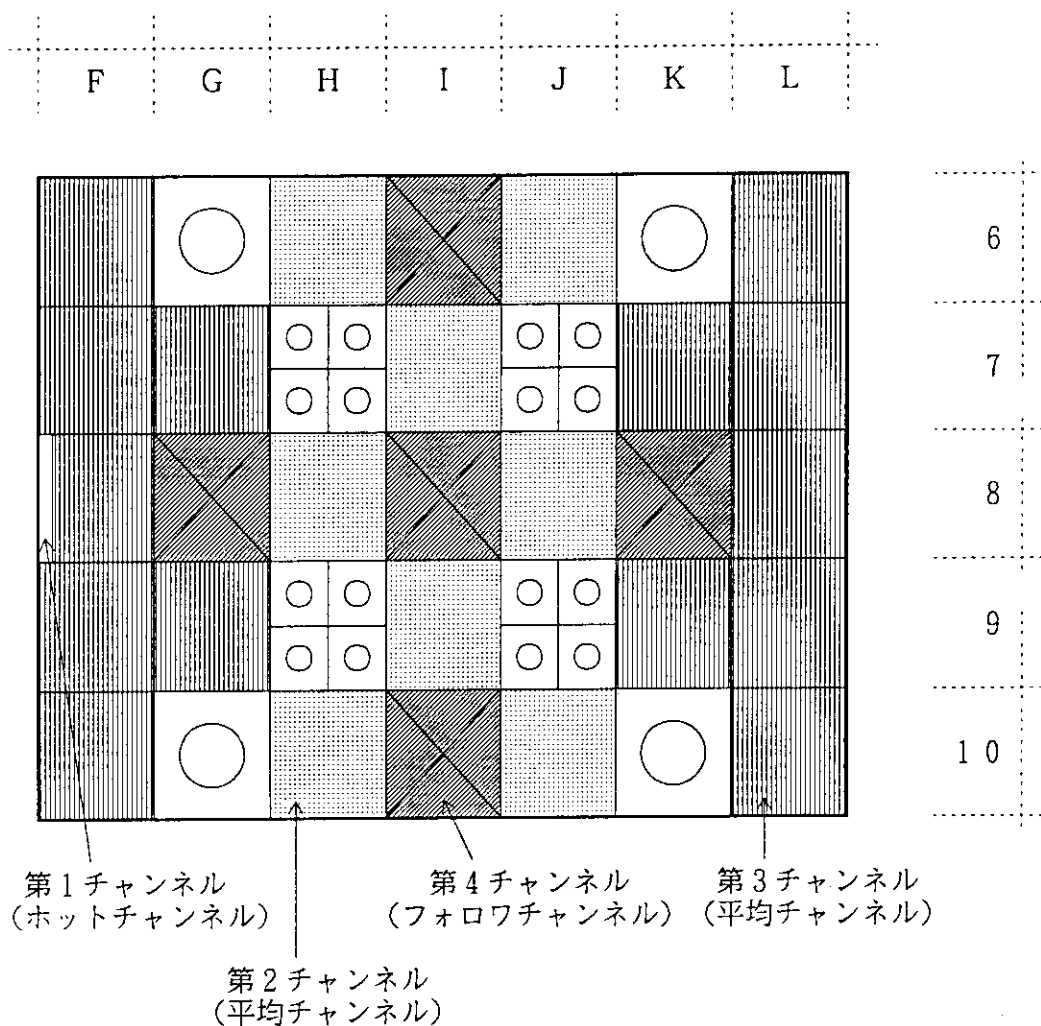 F G H I J K L
6
7
8
9
10
第1チャンネル
(ホットチャンネル)
第4チャンネル
(フォロワチャンネル)
第3チャンネル
(平均チャンネル)
第2チャンネル
(平均チャンネル)